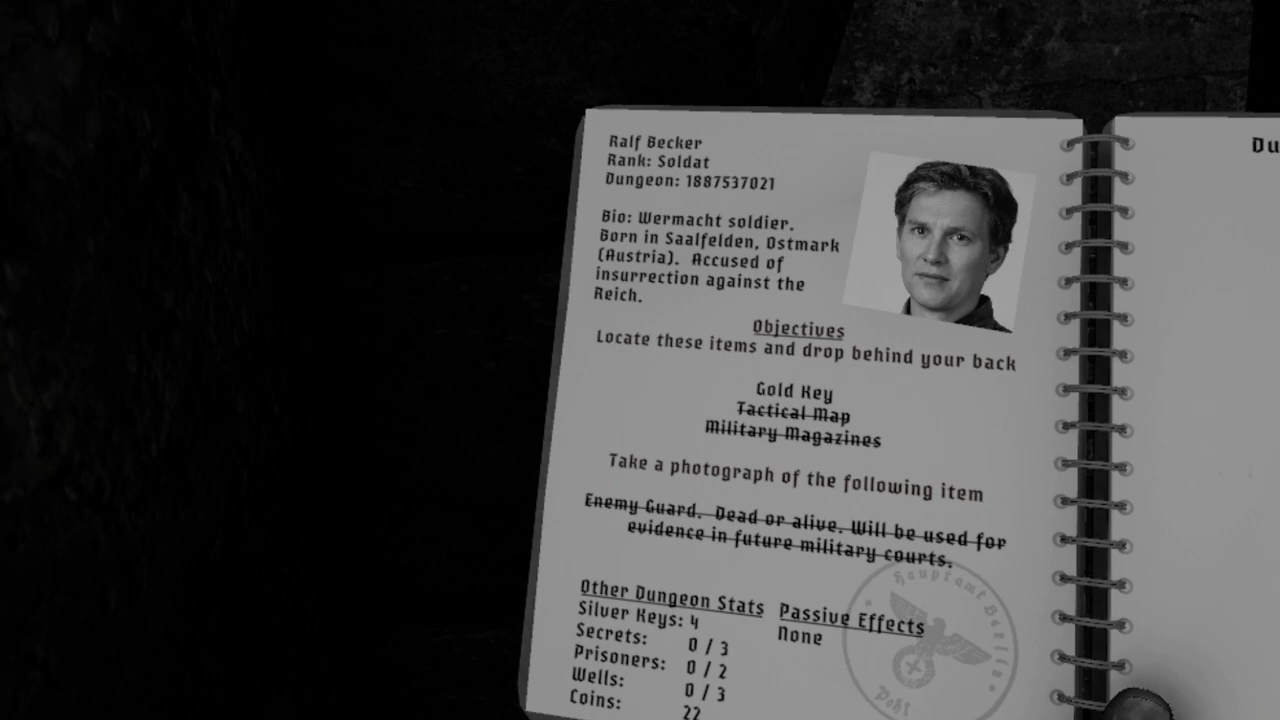 Ralf Becker
Rank: Soldat
Dungeon: 1887537021
Bio: Wermacht soldier.
Born in Saalfelden, Ostmark
(Austria). Accused of
insurrection against the
Reich.
Objectives
Locate these items and drop behind your back
Gold Key
Tactical Map
Military Magazines
Take a photograph of the following item
Enemy Guard. Dead or alive. Will be used for
evidence in future military courts.
Other Dungeon Stats
Silver Keys: 4
Secrets: 0 / 3
Prisoners: 0 / 2
Wells: 0 / 3
Coins: 22
Passive Effects
None
Hauptamt Berlin
Du